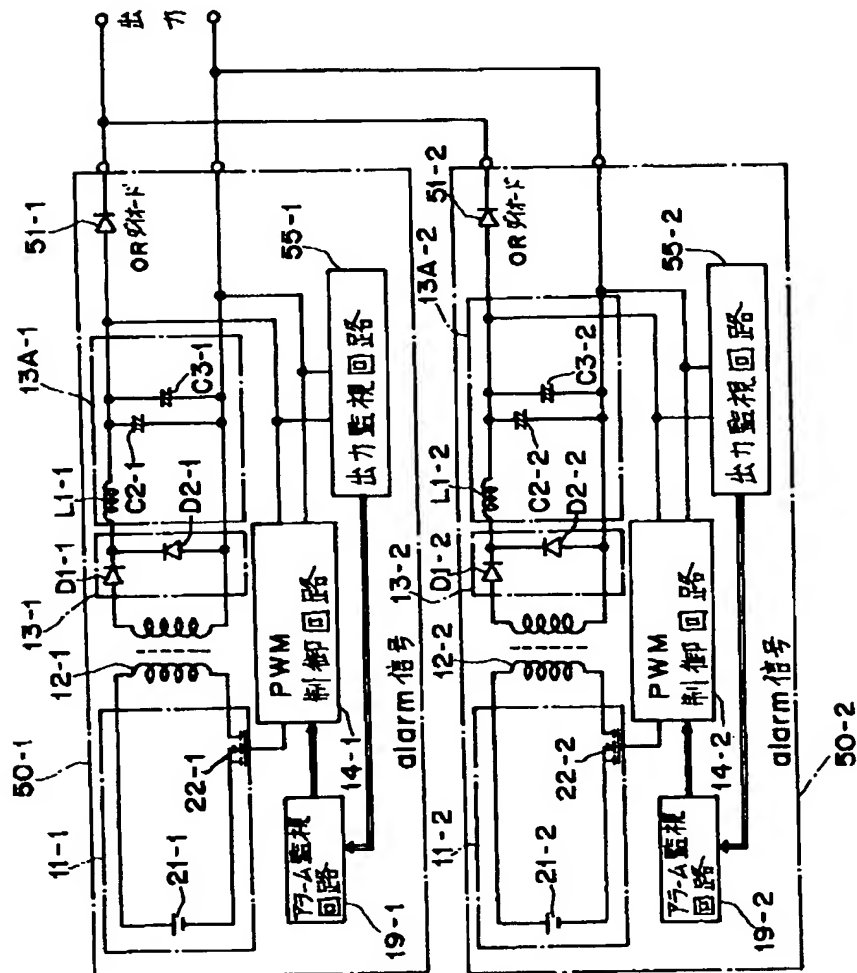 出力
51-1
ORダイオード
13A-1
C3-1
C2-1
L1-1
D2-1
D1-1
13-1
12-1
50-1
11-1
22-1
21-1
PWM
制御回路
14-1
アラーム監視
回路
19-1
出力監視回路
55-1
alarm信号
51-2
ORダイオード
13A-2
C3-2
C2-2
L1-2
D2-2
D1-2
13-2
12-2
11-2
22-2
21-2
PWM
制御回路
14-2
アラーム監視
回路
19-2
出力監視回路
55-2
alarm信号
50-2